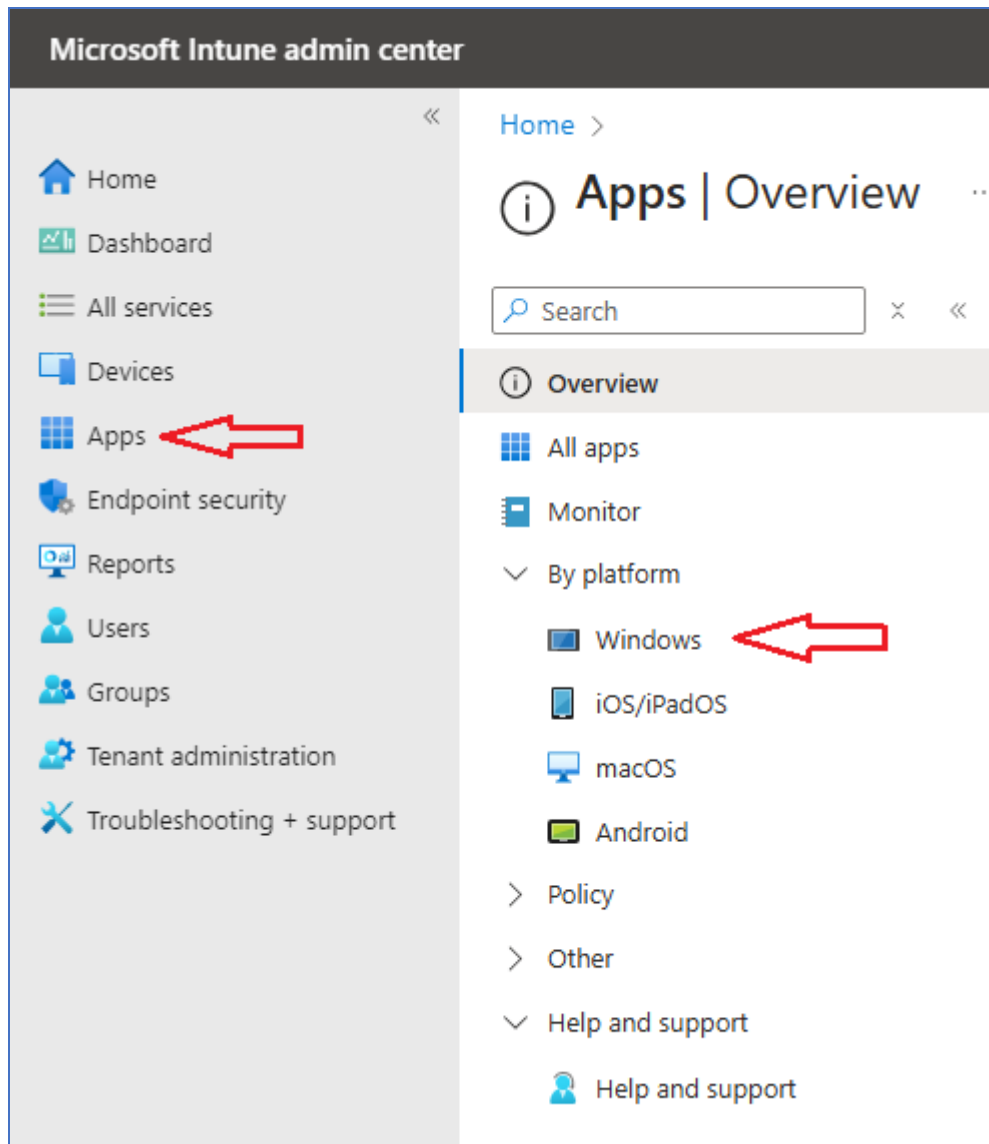 Microsoft Intune admin center
«
Home
Dashboard
All services
Devices
Apps
Endpoint security
Reports
Users
Groups
Tenant administration
Troubleshooting + support
Home >
Apps | Overview ..
Search «
Overview
All apps
Monitor
By platform
Windows
iOS/iPadOS
macOS
Android
Policy
Other
Help and support
Help and support